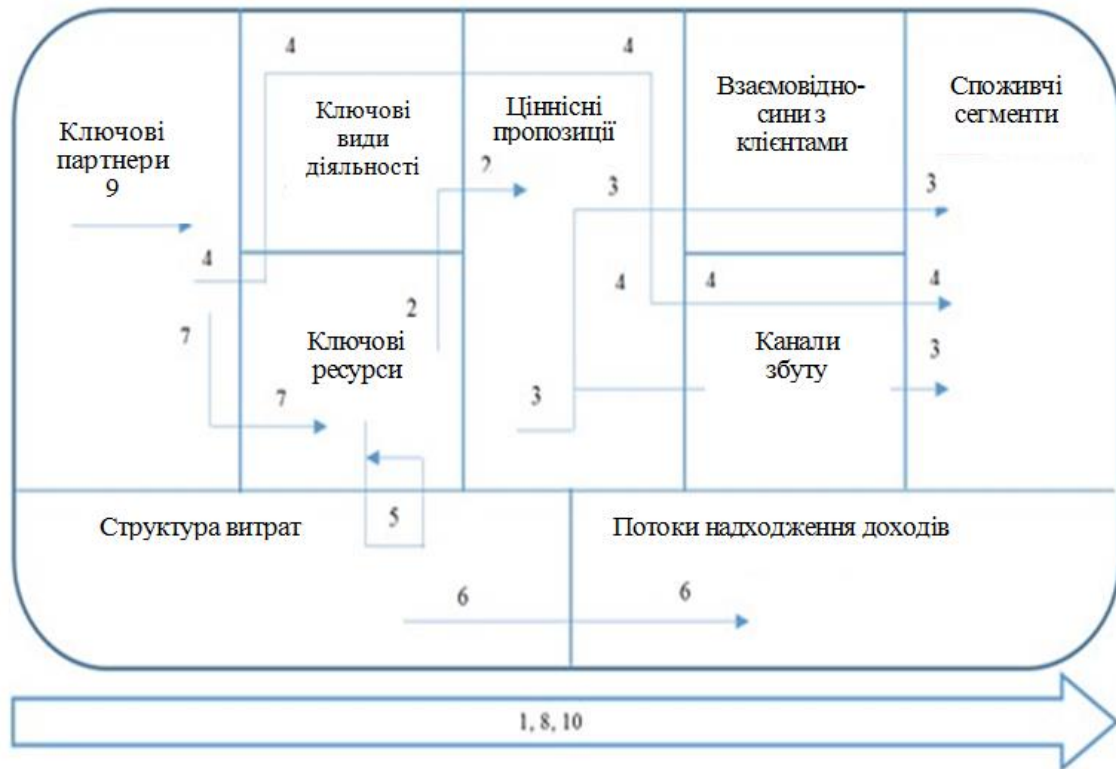 4
4
Ключові
партнери
9
Ключові
види
діяльності
Ціннісні
пропозиції
Взаємовідно-
сини з
клієнтами
Споживчі
сегменти
2
3
3
4
7
2
4
4
4
Ключові
ресурси
Канали
збуту
3
7
3
5
Структура витрат
Потоки надходження доходів
6
6
1, 8, 10